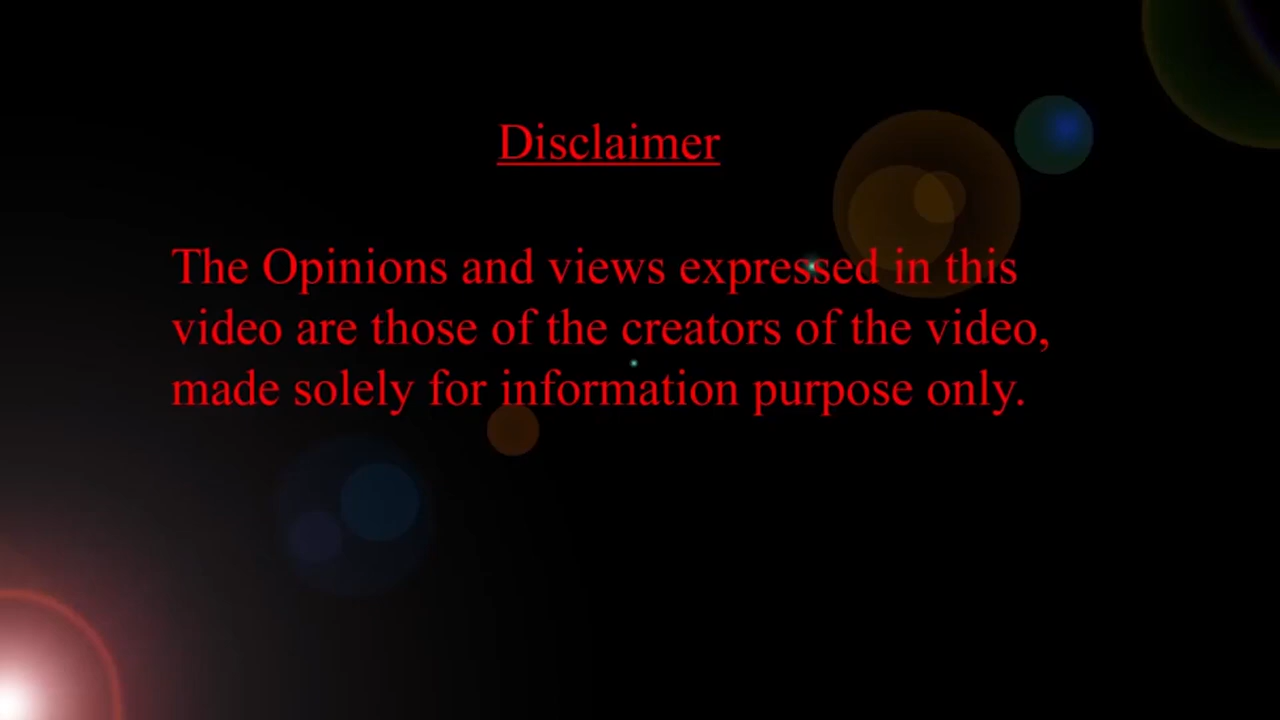 Disclaimer
The Opinions and views expressed in this
video are those of the creators of the video,
made solely for information purpose only.